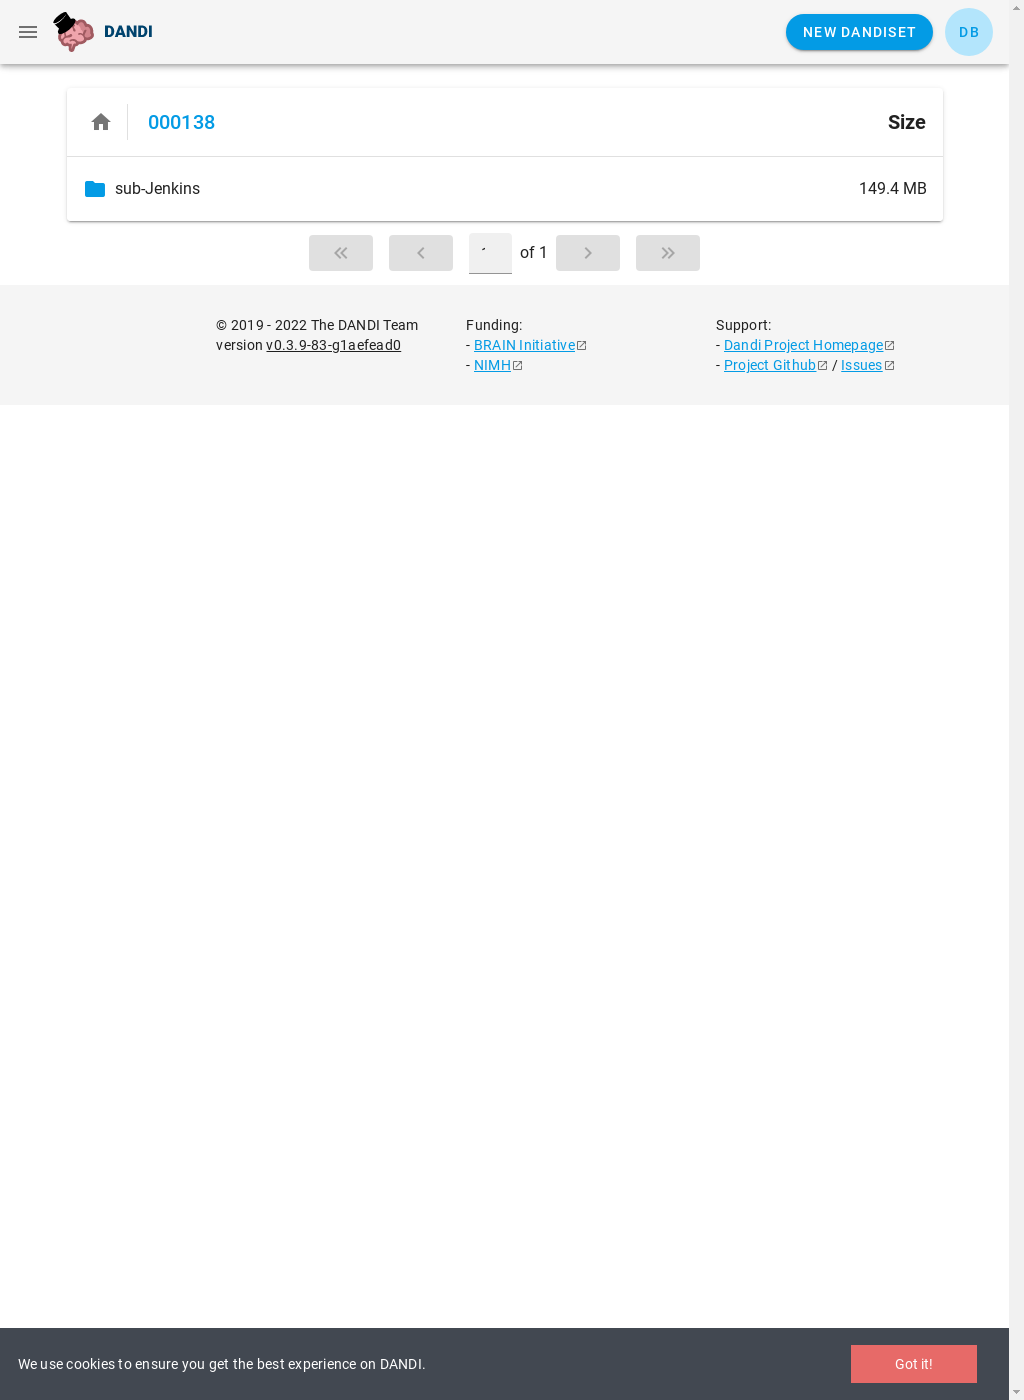 DANDI
NEW DANDISET
DB
000138
Size
sub-Jenkins
149.4 MB
of 1
© 2019 - 2022 The DANDI Team
version v0.3.9-83-g1aefead0
Funding:
- BRAIN Initiative
- NIMH
Support:
- Dandi Project Homepage
- Project Github / Issues
We use cookies to ensure you get the best experience on DANDI.
Got it!